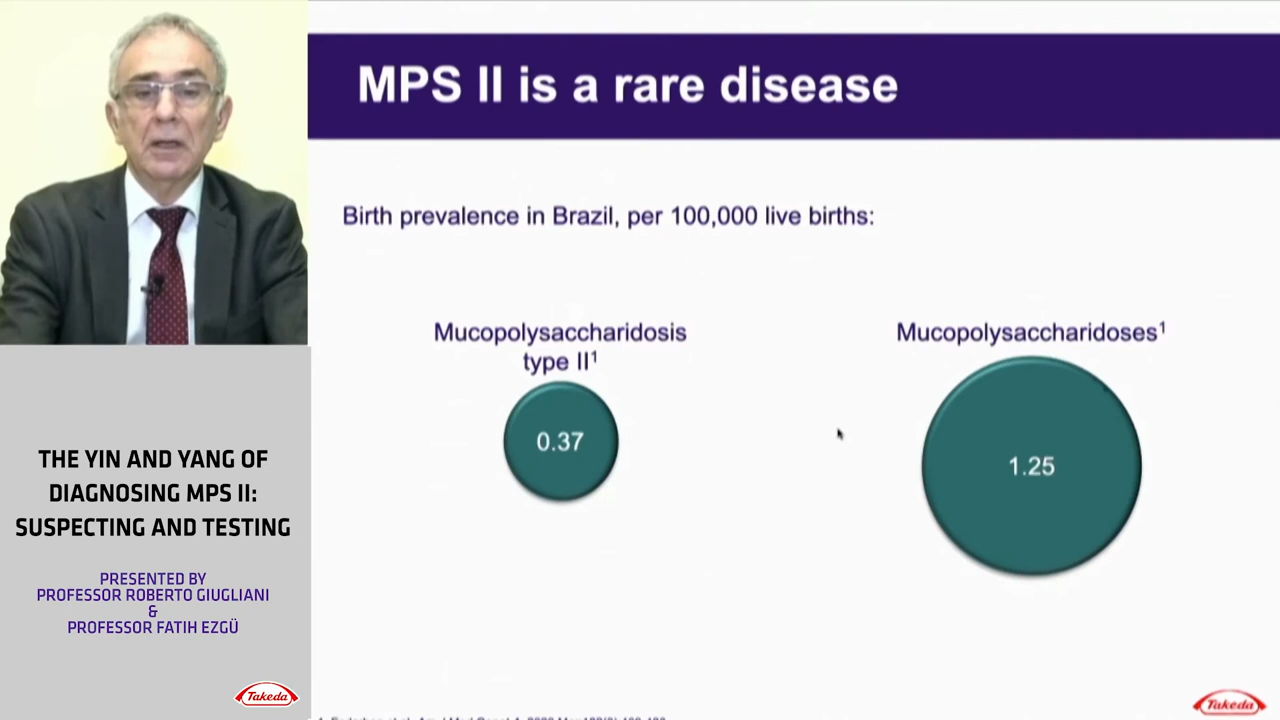 MPS II is a rare disease
Birth prevalence in Brazil, per 100,000 live births:
Mucopolysaccharidosis
type II¹
0.37
Mucopolysaccharidoses¹
1.25
THE YIN AND YANG OF
DIAGNOSING MPS II:
SUSPECTING AND TESTING
PRESENTED BY
PROFESSOR ROBERTO GIUGLIANI
&
PROFESSOR FATIH EZGÜ
Takeda
Takeda